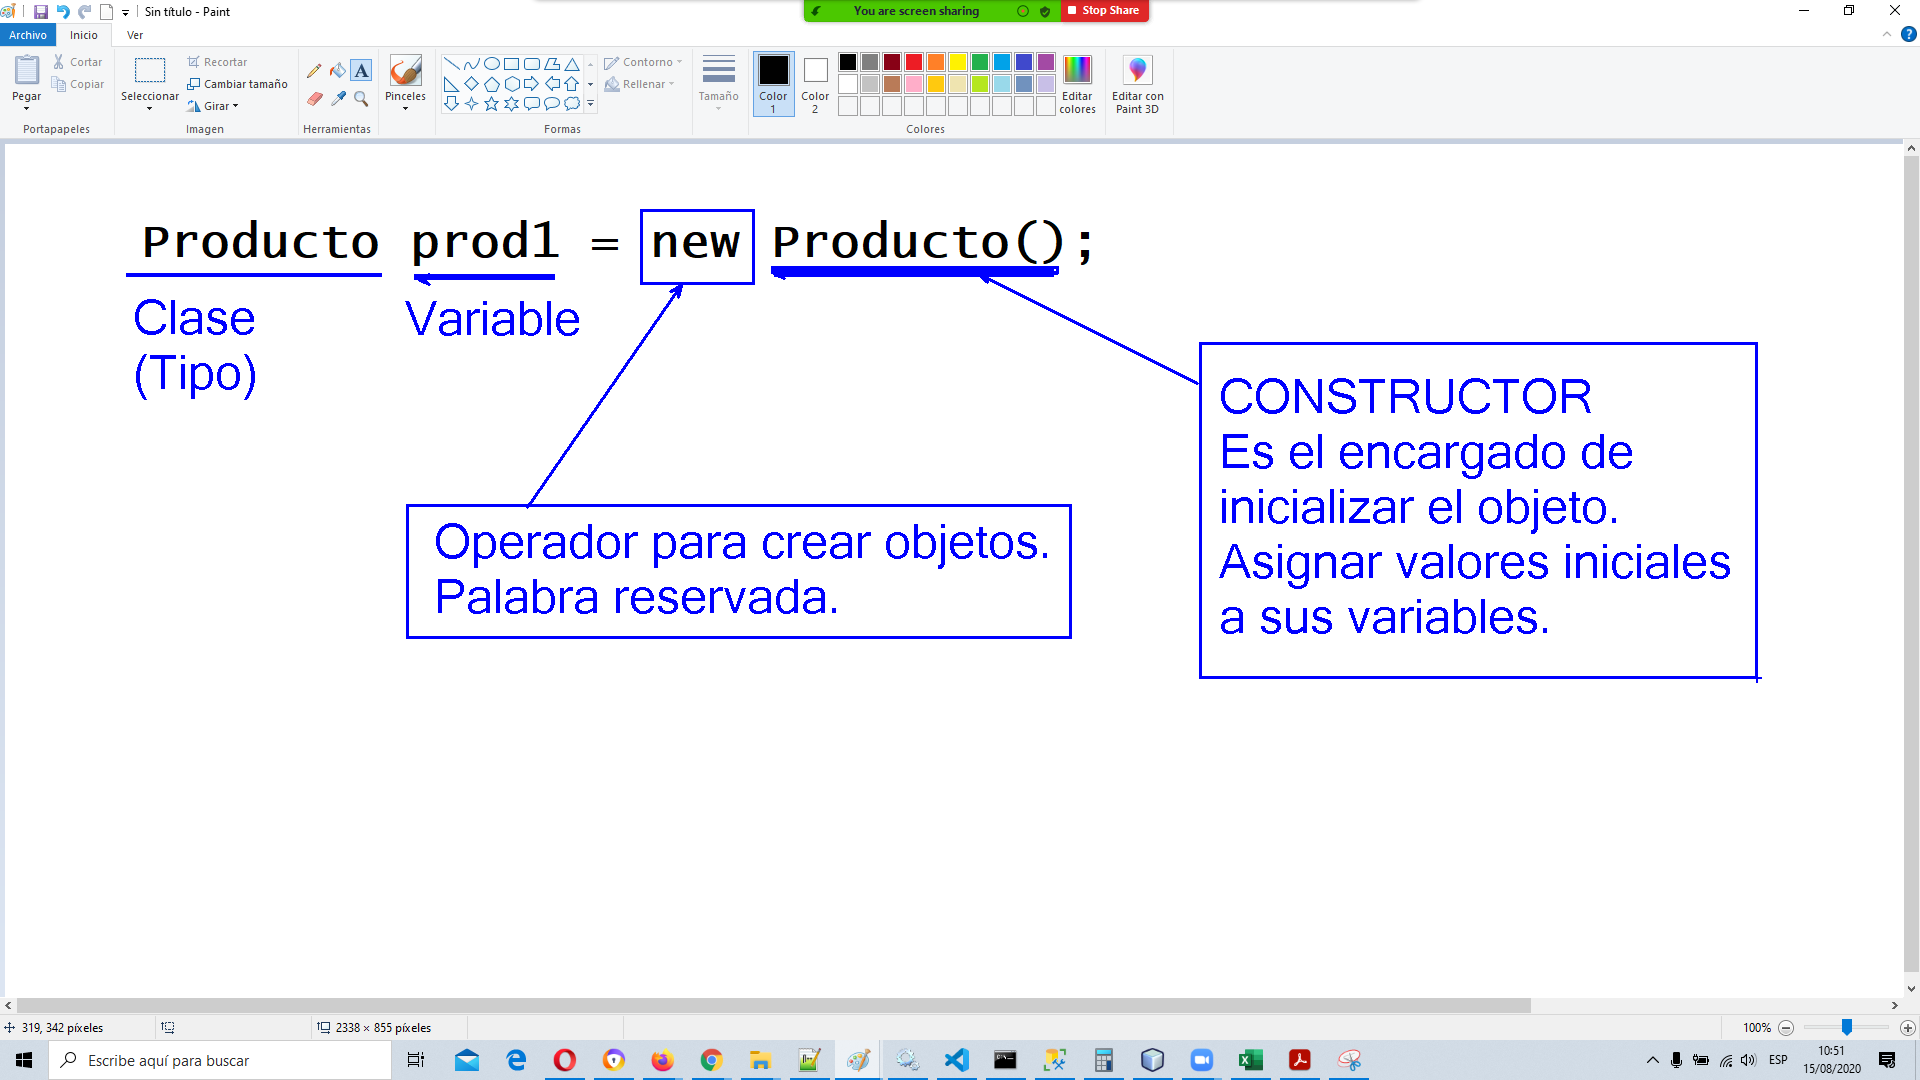 Sin título - Paint
You are screen sharing
Stop Share
Archivo
Inicio
Ver
Pegar
Cortar
Copiar
Portapapeles
Seleccionar
Recortar
Cambiar tamaño
Girar
Imagen
A
Herramientas
Pinceles
Contorno
Rellenar
Formas
Tamaño
Color 1
Color 2
Editar colores
Colores
Editar con Paint 3D
Producto prod1 = new Producto();
Clase
(Tipo)
Variable
Operador para crear objetos.
Palabra reservada.
CONSTRUCTOR
Es el encargado de
inicializar el objeto.
Asignar valores iniciales
a sus variables.
319, 342 píxeles
2338 × 855 píxeles
100%
Escribe aquí para buscar
ESP
10:51
15/08/2020